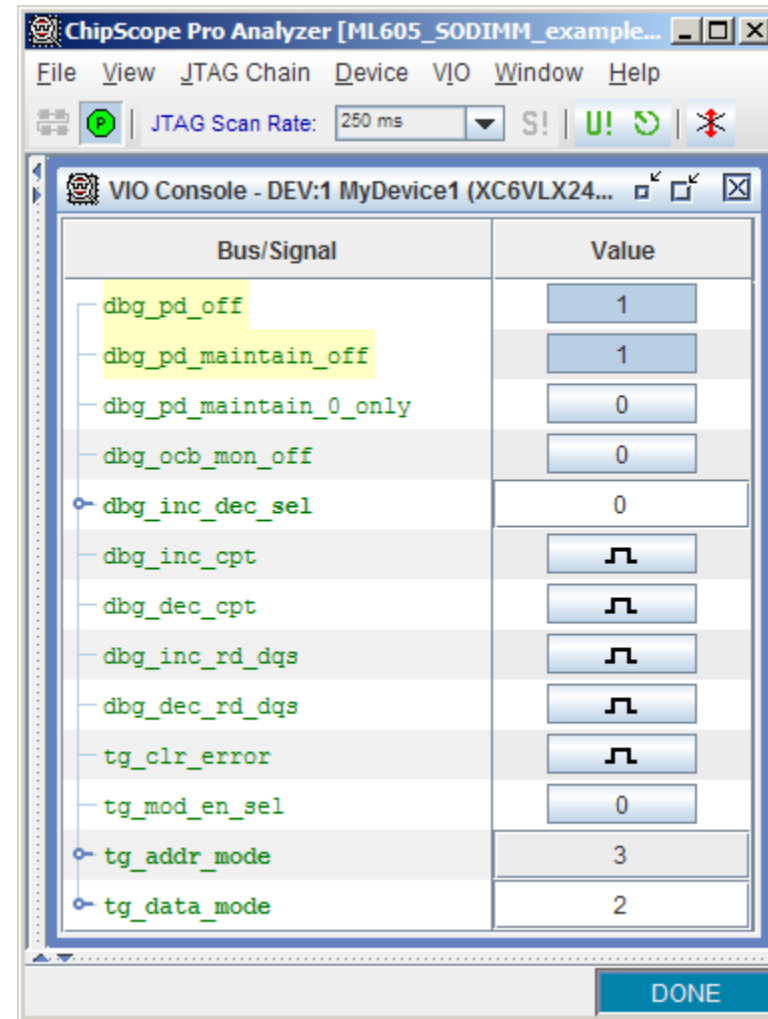 ChipScope Pro Analyzer [ML605_SODIMM_example...
File View JTAG Chain Device VIO Window Help
P JTAG Scan Rate: 250 ms S! U!
VIO Console - DEV:1 MyDevice1 (XC6VLX24...
Bus/Signal Value
dbg_pd_off 1
dbg_pd_maintain_off 1
dbg_pd_maintain_0_only 0
dbg_ocb_mon_off 0
dbg_inc_dec_sel 0
dbg_inc_cpt
dbg_dec_cpt
dbg_inc_rd_dqs
dbg_dec_rd_dqs
tg_clr_error
tg_mod_en_sel 0
tg_addr_mode 3
tg_data_mode 2
DONE